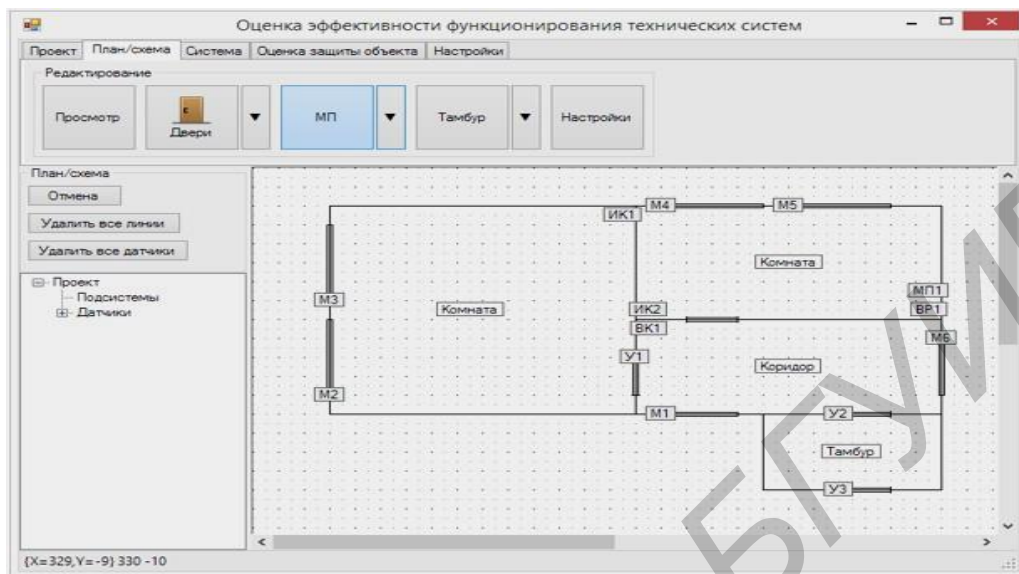 Оценка эффективности функционирования технических систем
Проект План/схема Система Оценка защиты объекта Настройки
Редактирование
Просмотр Двери МП Тамбур Настройки
План/схема
Отмена
Удалить все линии
Удалить все датчики
Проект
Подсистемы
Датчики
М4 М5
ИК1
Комната
МП1
М3 Комната ИК2 ВР1
ВК1 М6
У1
Коридор
М2
М1 У2
Тамбур
У3
{X=329,Y=-9} 330 -10
БГУИ